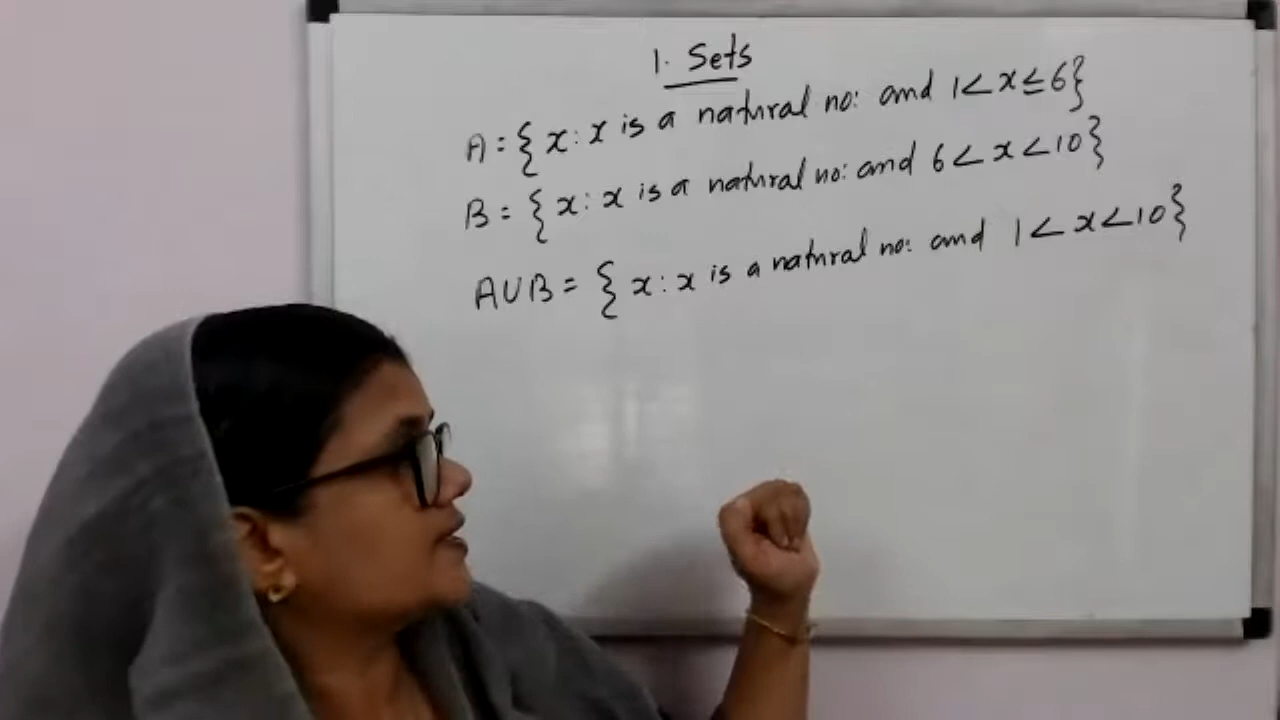 1. Sets
A = { x : x is a natural no: and 1 < x ≤ 6}
B = { x : x is a natural no: and 6 < x < 10}
A∪B = { x : x is a natural no: and 1 < x < 10}